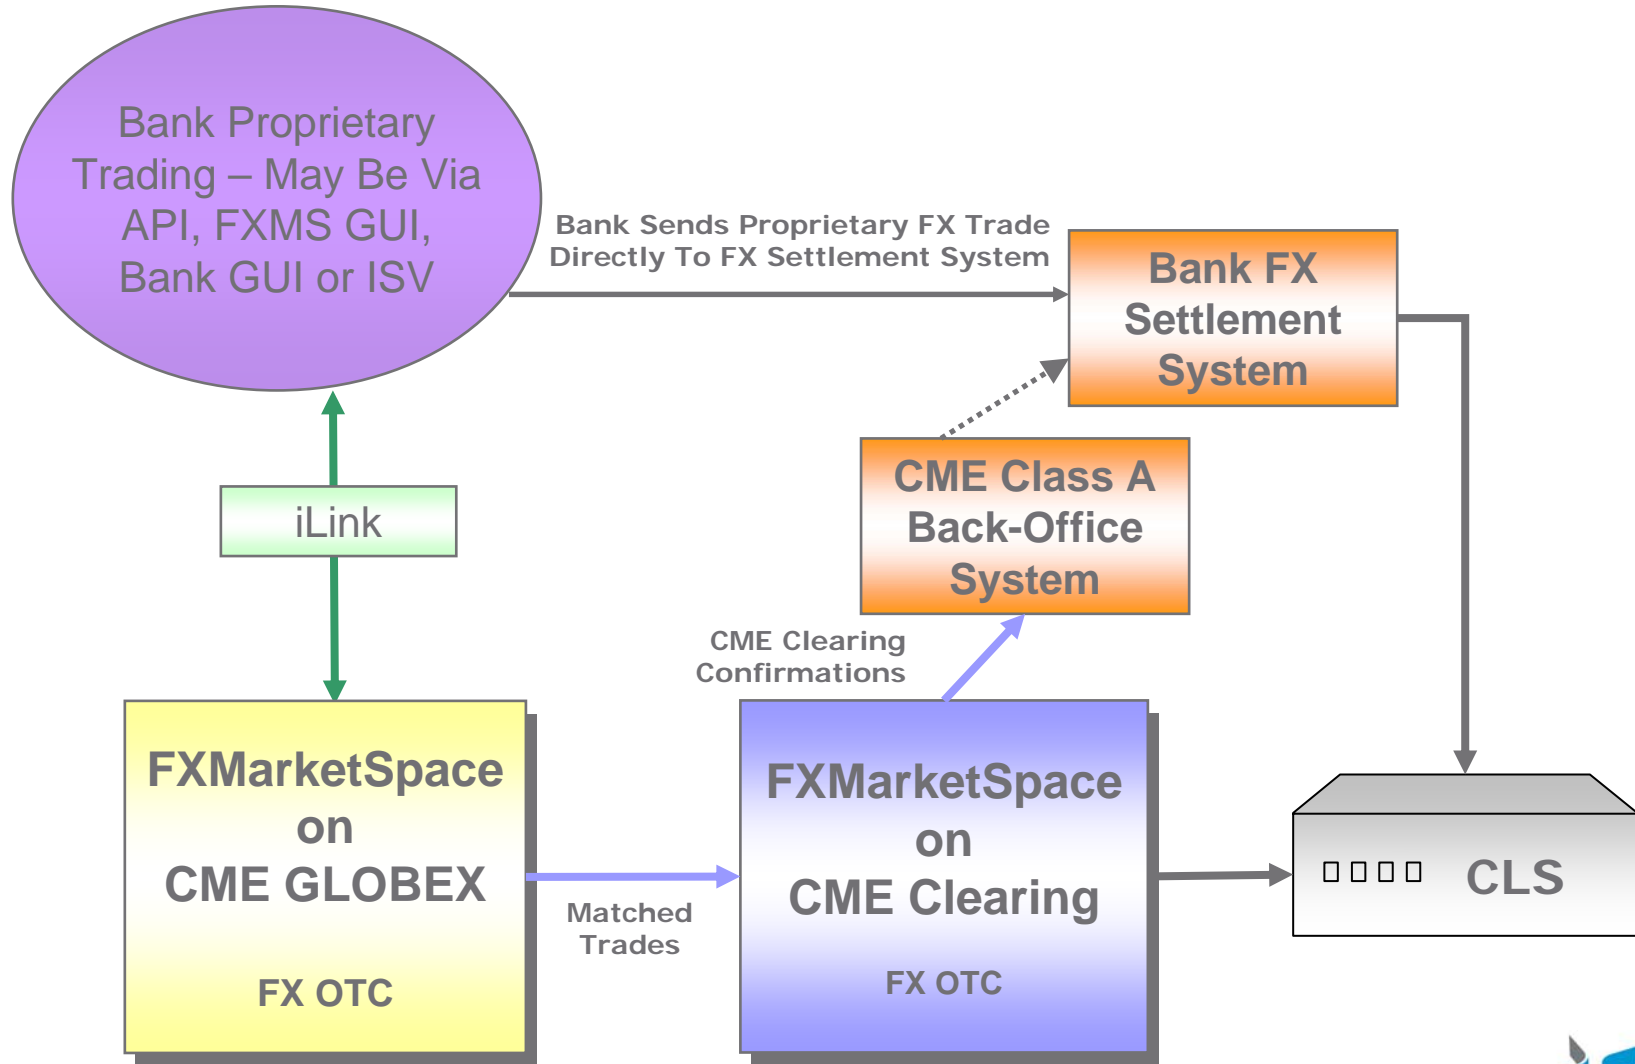 Bank Proprietary
Trading – May Be Via
API, FXMS GUI,
Bank GUI or ISV
Bank Sends Proprietary FX Trade
Directly To FX Settlement System
Bank FX
Settlement
System
CME Class A
Back-Office
System
iLink
CME Clearing
Confirmations
FXMarketSpace
on
CME GLOBEX
FX OTC
Matched
Trades
FXMarketSpace
on
CME Clearing
FX OTC
CLS